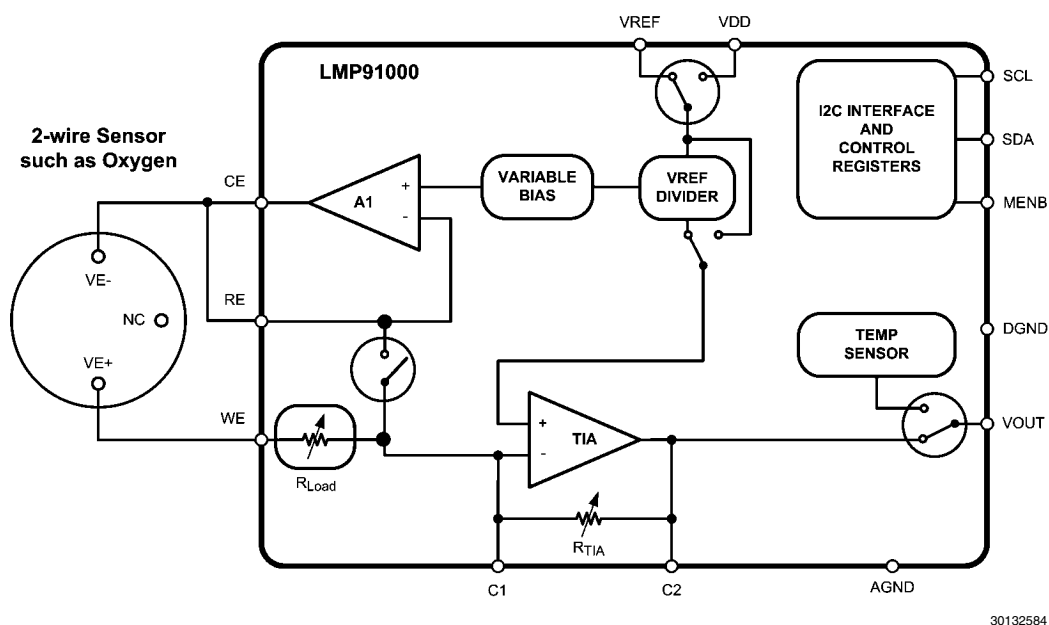 VREF
VDD
LMP91000
SCL
I2C INTERFACE
AND
CONTROL
REGISTERS
SDA
MENB
2-wire Sensor
such as Oxygen
CE
+
A1
-
VARIABLE
BIAS
VREF
DIVIDER
VE-
NC
VE+
RE
DGND
TEMP
SENSOR
WE
RLoad
+
TIA
-
VOUT
RTIA
C1
C2
AGND
30132584